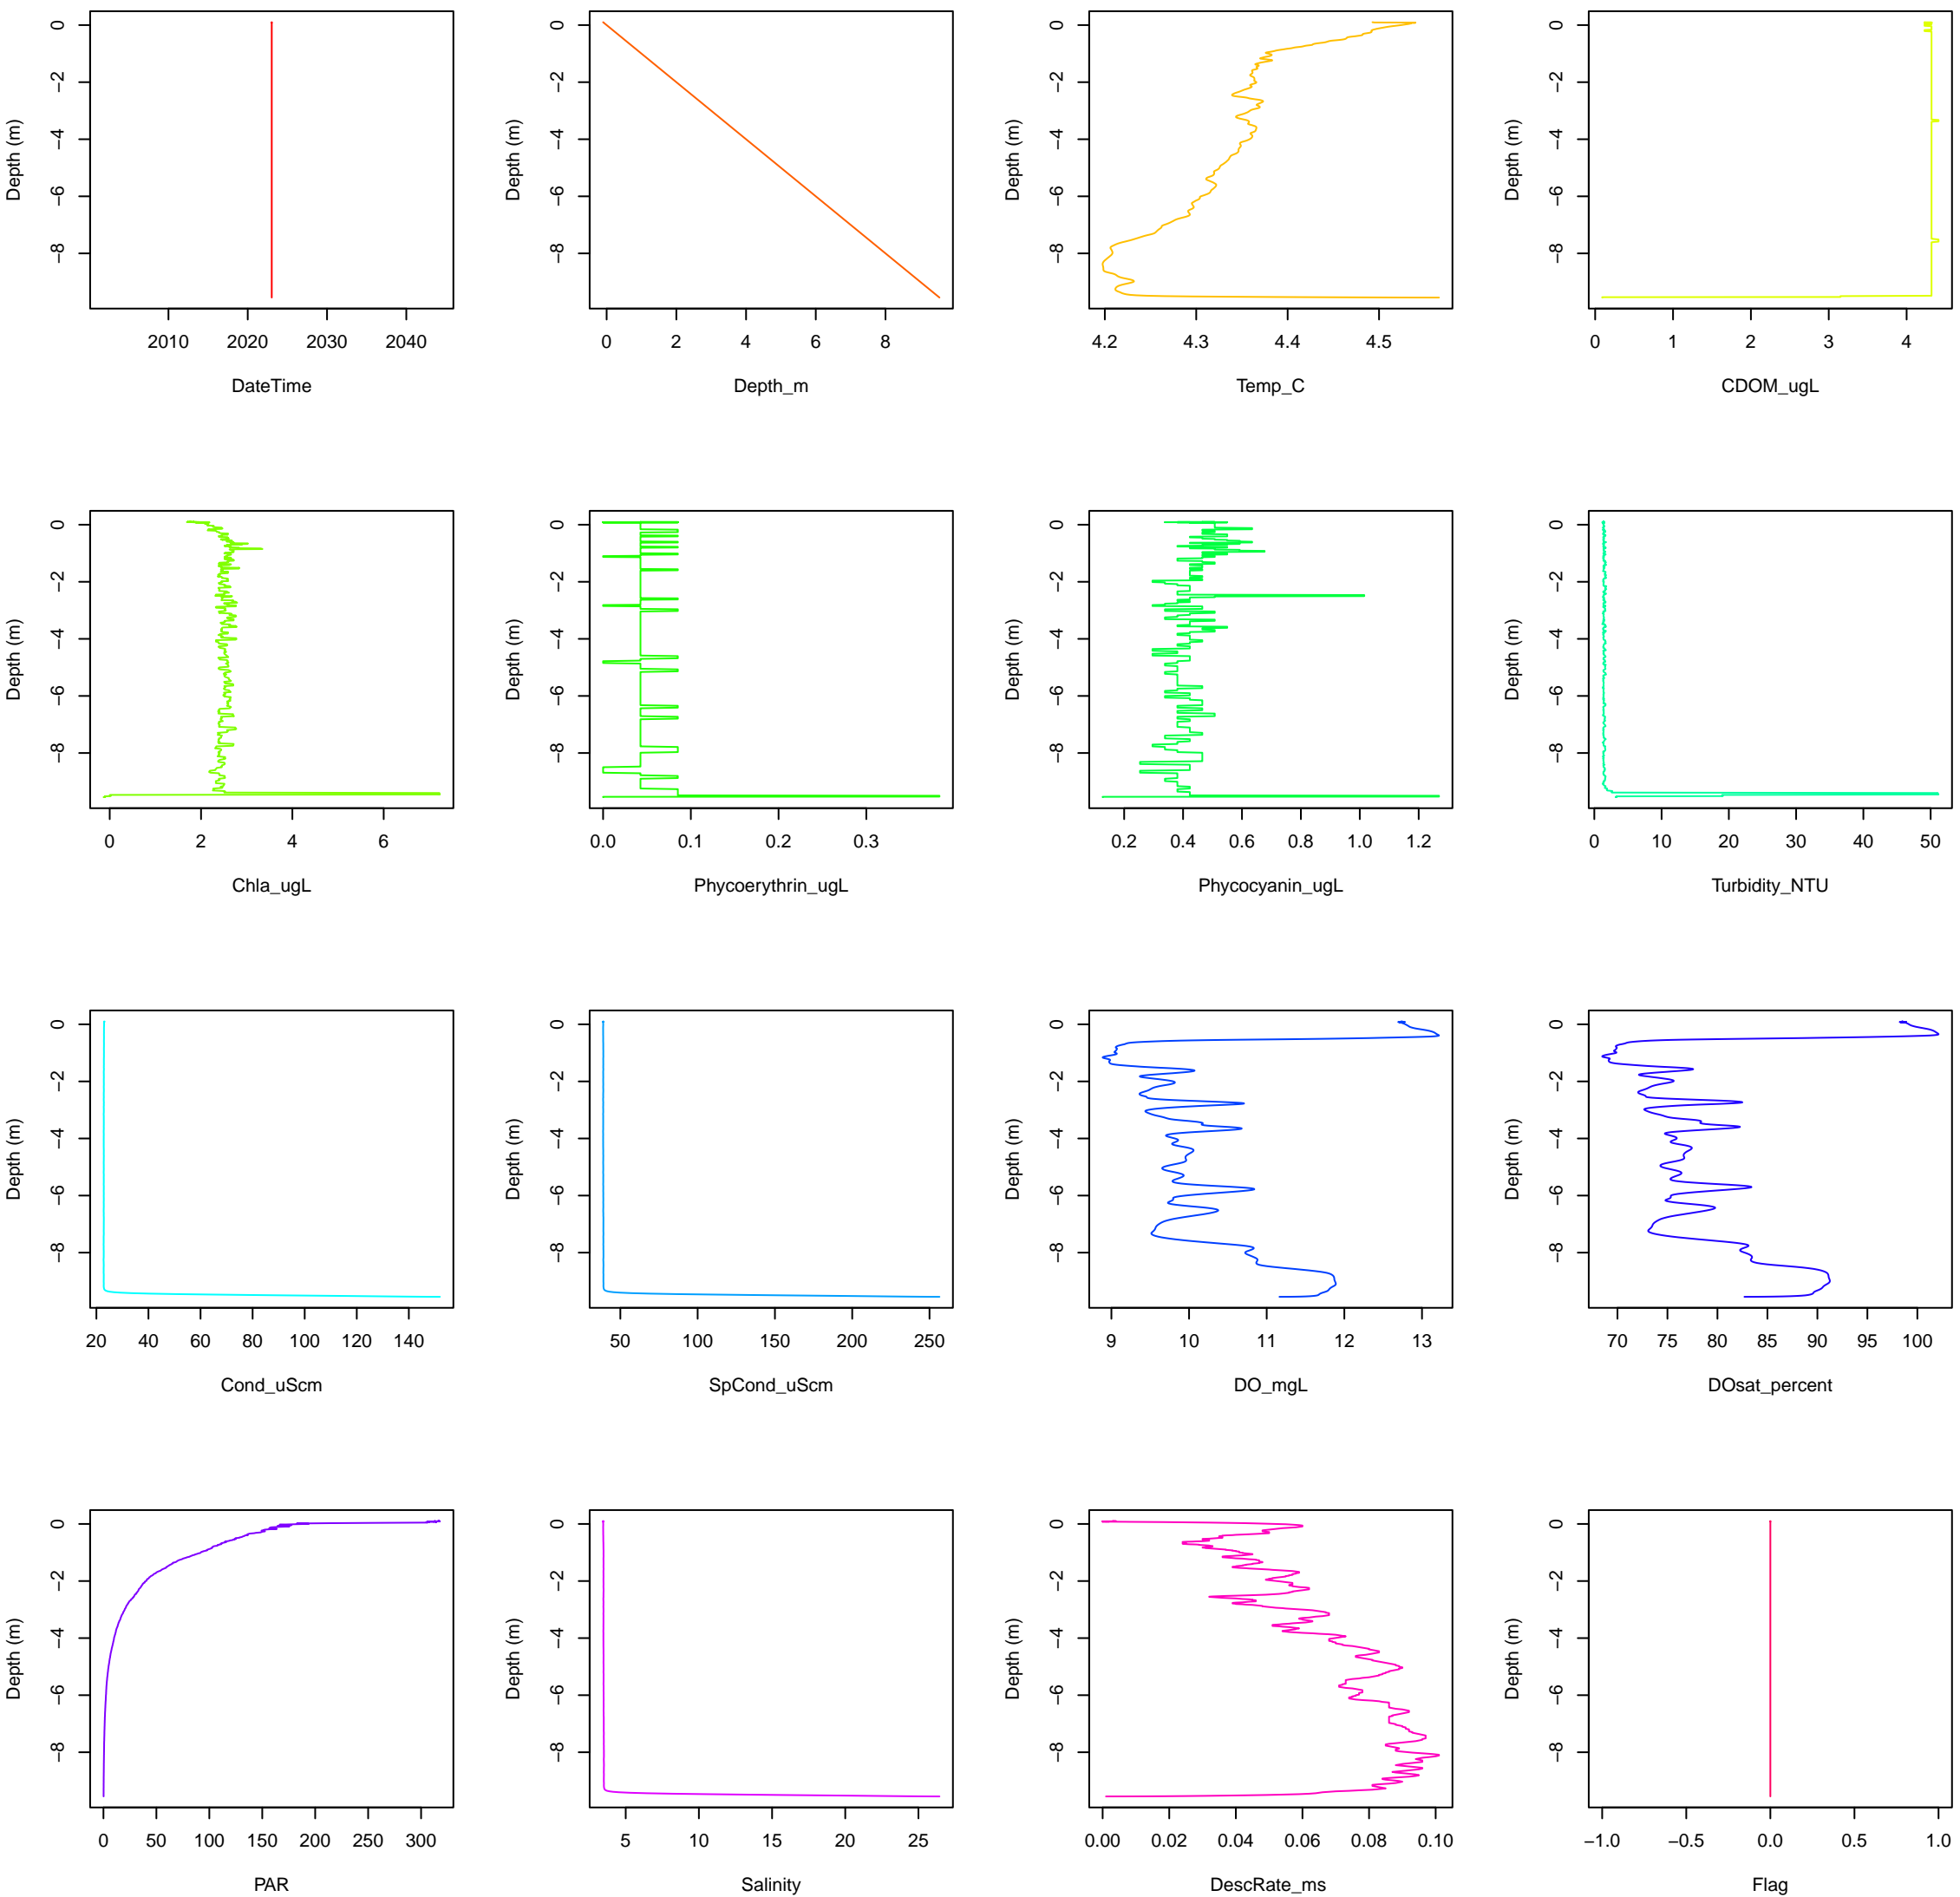 0 0 0 0
−2 −2 −2 −2
Depth (m) −4 Depth (m) −4 Depth (m) −4 Depth (m) −4
−6 −6 −6 −6
−8 −8 −8 −8
2010 2020 2030 2040 0 2 4 6 8 4.2 4.3 4.4 4.5 0 1 2 3 4
DateTime Depth_m Temp_C CDOM_ugL
0 0 0 0
−2 −2 −2 −2
Depth (m) −4 Depth (m) −4 Depth (m) −4 Depth (m) −4
−6 −6 −6 −6
−8 −8 −8 −8
0 2 4 6 0.0 0.1 0.2 0.3 0.2 0.4 0.6 0.8 1.0 1.2 0 10 20 30 40 50
Chla_ugL Phycoerythrin_ugL Phycocyanin_ugL Turbidity_NTU
0 0 0 0
−2 −2 −2 −2
Depth (m) −4 Depth (m) −4 Depth (m) −4 Depth (m) −4
−6 −6 −6 −6
−8 −8 −8 −8
20 40 60 80 100 120 140 50 100 150 200 250 9 10 11 12 13 70 75 80 85 90 95 100
Cond_uScm SpCond_uScm DO_mgL DOsat_percent
0 0 0 0
−2 −2 −2 −2
Depth (m) −4 Depth (m) −4 Depth (m) −4 Depth (m) −4
−6 −6 −6 −6
−8 −8 −8 −8
0 50 100 150 200 250 300 5 10 15 20 25 0.00 0.02 0.04 0.06 0.08 0.10 −1.0 −0.5 0.0 0.5 1.0
PAR Salinity DescRate_ms Flag